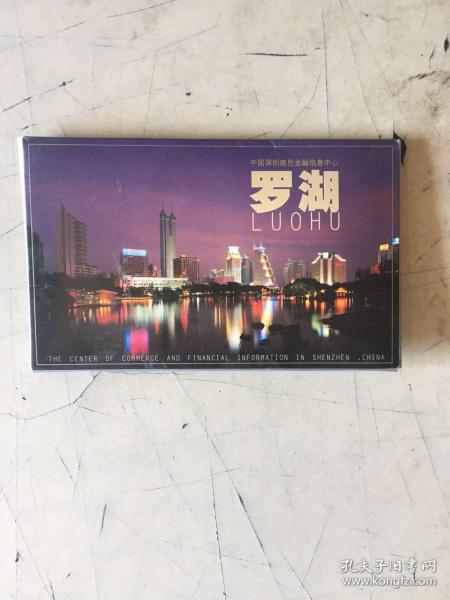 中国深圳商贸金融信息中心
罗湖
LUOHU
THE CENTER OF COMMERCE AND FINANCIAL INFORMATION IN SHENZHEN .CHINA
孔夫子旧书网
www.kongfz.com